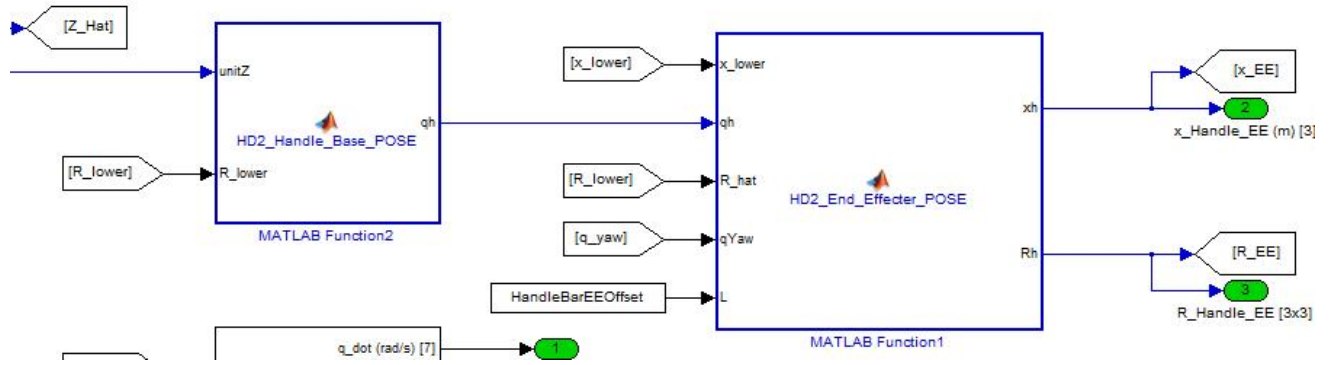 [Z_Hat]
unitZ
HD2_Handle_Base_POSE
qh
[R_lower]
R_lower
MATLAB Function2
[x_lower]
x_lower
qh
[R_lower]
R_hat
HD2_End_Effecter_POSE
[q_yaw]
qYaw
HandleBarEEOffset
L
MATLAB Function1
xh
[x_EE]
2
x_Handle_EE (m) [3]
Rh
[R_EE]
3
R_Handle_EE [3x3]
q_dot (rad/s) [7]
1